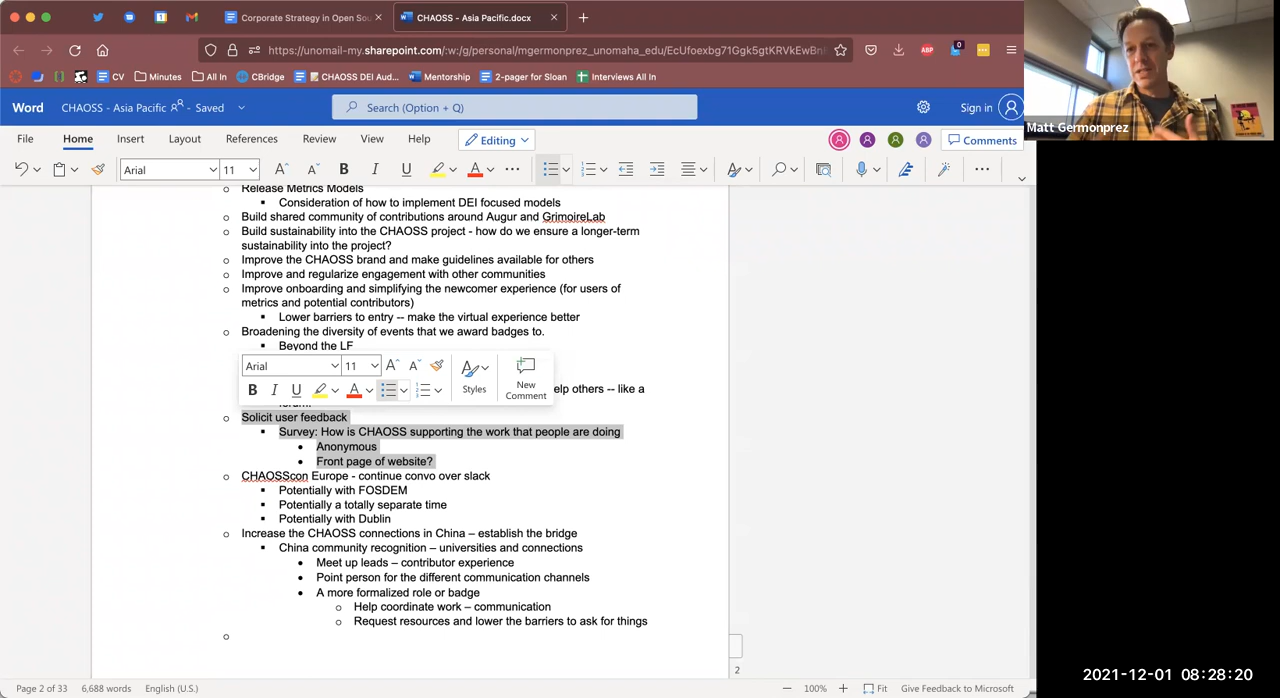 Corporate Strategy in Open Sou
CHAOSS - Asia Pacific.docx
https://unomail-my.sharepoint.com/:w:/g/personal/mgermonprez_unomaha_edu/EcUfoexbg71Ggk5gtKRVkEwBn
ABP
0
CV
Minutes
All In
CBridge
CHAOSS DEI Aud...
Mentorship
2-pager for Sloan
Interviews All In
Word
CHAOSS - Asia Pacific - Saved
Search (Option + Q)
Sign in
Matt Germonprez
File
Home
Insert
Layout
References
Review
View
Help
Editing
Comments
Arial
11
Release Metrics Models
Consideration of how to implement DEI focused models
Build shared community of contributions around Augur and GrimoireLab
Build sustainability into the CHAOSS project - how do we ensure a longer-term
sustainability into the project?
Improve the CHAOSS brand and make guidelines available for others
Improve and regularize engagement with other communities
Improve onboarding and simplifying the newcomer experience (for users of
metrics and potential contributors)
Lower barriers to entry -- make the virtual experience better
Broadening the diversity of events that we award badges to.
Beyond the LF
Arial
11
Styles
New
Comment
elp others -- like a
Solicit user feedback
Survey: How is CHAOSS supporting the work that people are doing
Anonymous
Front page of website?
CHAOSScon Europe - continue convo over slack
Potentially with FOSDEM
Potentially a totally separate time
Potentially with Dublin
Increase the CHAOSS connections in China – establish the bridge
China community recognition – universities and connections
Meet up leads – contributor experience
Point person for the different communication channels
A more formalized role or badge
Help coordinate work – communication
Request resources and lower the barriers to ask for things
2
Page 2 of 33
6,688 words
English (U.S.)
100%
Fit
Give Feedback to Microsoft
2021-12-01 08:28:20